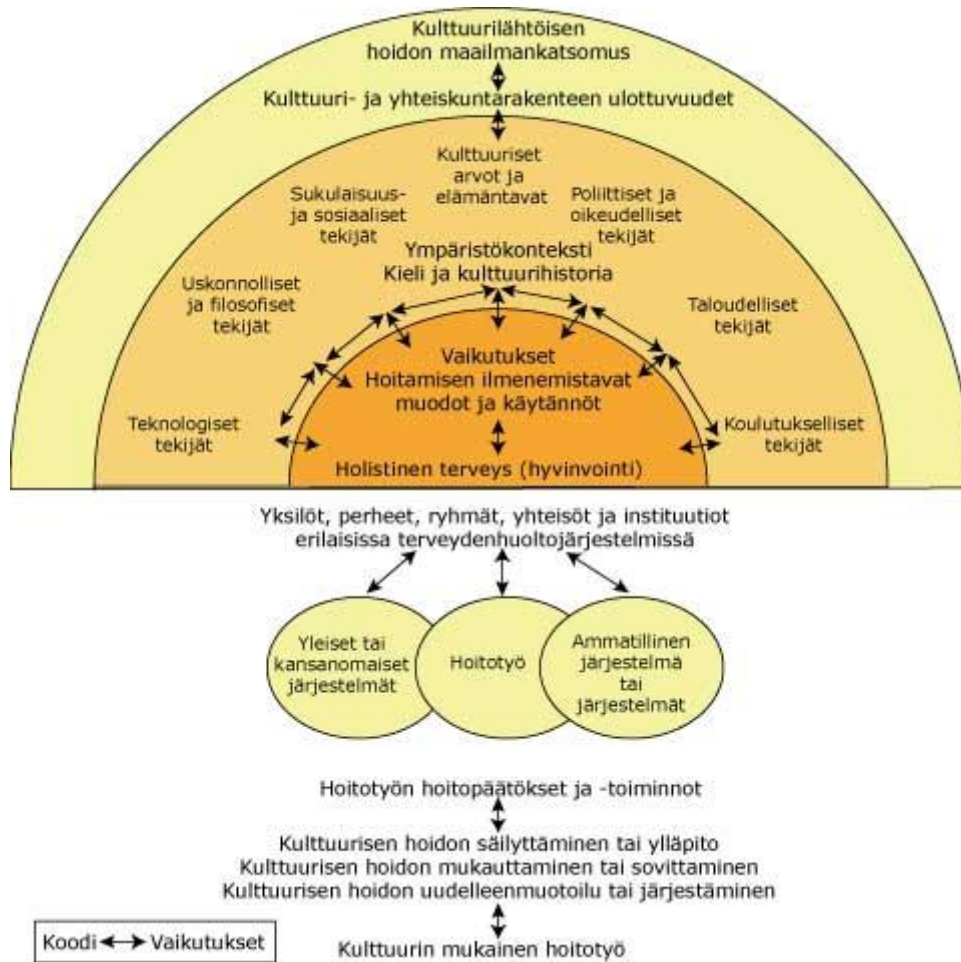 Kulttuurilähtöisen
hoidon maailmankatsomus
Kulttuuri- ja yhteiskuntarakenteen ulottuvuudet
Kulttuuriset
arvot ja
elämäntavat
Sukulaisuus-
ja sosiaaliset
tekijät
Poliittiset ja
oikeudelliset
tekijät
Ympäristökonteksti
Kieli ja kulttuurihistoria
Uskonnolliset
ja filosofiset
tekijät
Taloudelliset
tekijät
Vaikutukset
Hoitamisen ilmenemistavat
muodot ja käytännöt
Teknologiset
tekijät
Koulutukselliset
tekijät
Holistinen terveys (hyvinvointi)
Yksilöt, perheet, ryhmät, yhteisöt ja instituutiot
erilaisissa terveydenhuoltojärjestelmissä
Yleiset tai
kansanomaiset
järjestelmät
Hoitotyö
Ammatillinen
järjestelmä
tai
järjestelmät
Hoitotyön hoitopäätökset ja -toiminnot
Kulttuurisen hoidon säilyttäminen tai ylläpito
Kulttuurisen hoidon mukauttaminen tai sovittaminen
Kulttuurisen hoidon uudelleenmuotoilu tai järjestäminen
Kulttuurin mukainen hoitotyö
Koodi ↔ Vaikutukset